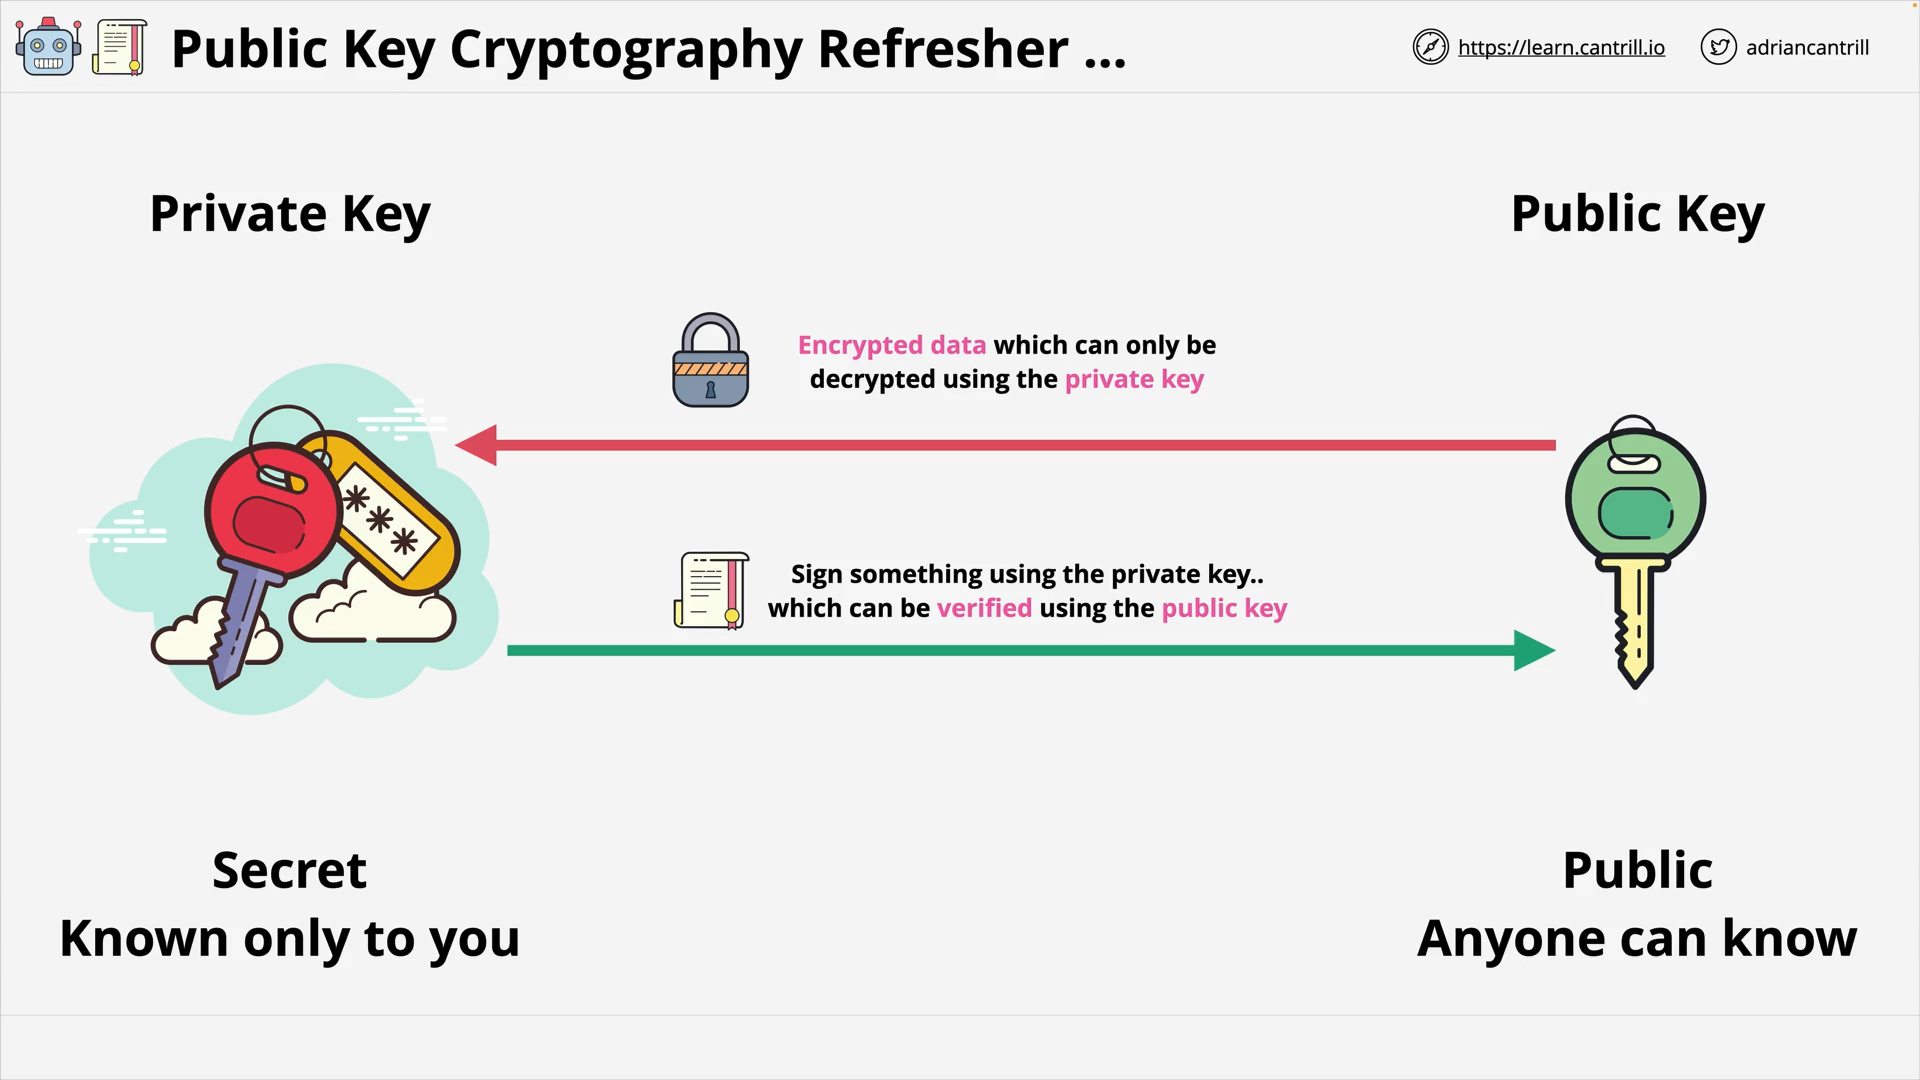 Public Key Cryptography Refresher ...
https://learn.cantrill.io
adriancantrill
Private Key
Public Key
Encrypted data which can only be
decrypted using the private key
Sign something using the private key..
which can be verified using the public key
Secret
Known only to you
Public
Anyone can know